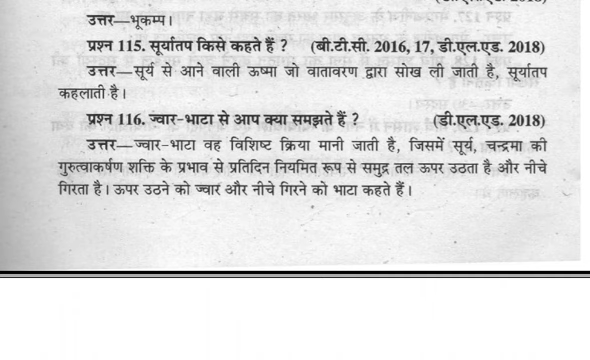 उत्तर—भूकम्प।
प्रश्न 115. सूर्यातप किसे कहते हैं ? (बी.टी.सी. 2016, 17, डी.एल.एड. 2018)
उत्तर—सूर्य से आने वाली ऊष्मा जो वातावरण द्वारा सोख ली जाती है, सूर्यातप
कहलाती है।
प्रश्न 116. ज्वार-भाटा से आप क्या समझते हैं ? (डी.एल.एड. 2018)
उत्तर—ज्वार-भाटा वह विशिष्ट क्रिया मानी जाती है, जिसमें सूर्य, चन्द्रमा की
गुरुत्वाकर्षण शक्ति के प्रभाव से प्रतिदिन नियमित रूप से समुद्र तल ऊपर उठता है और नीचे
गिरता है। ऊपर उठने को ज्वार और नीचे गिरने को भाटा कहते हैं।